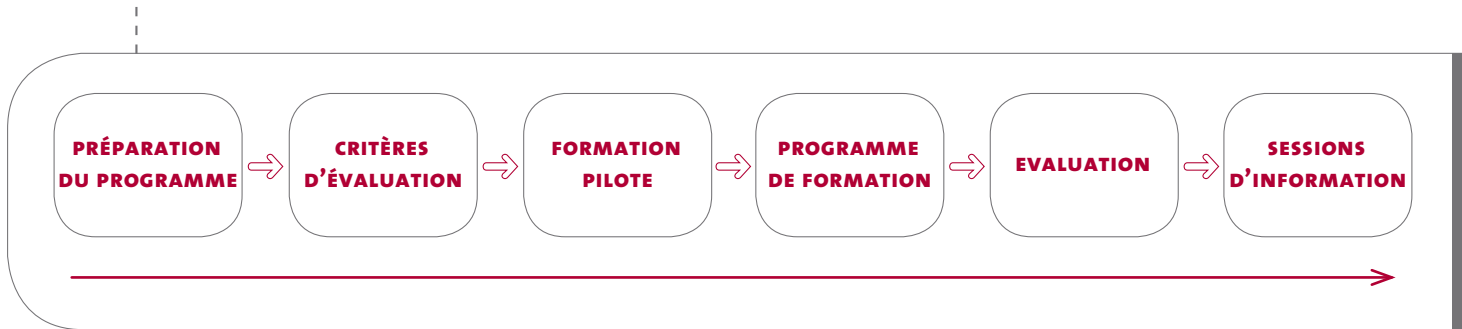 PRÉPARATION
DU PROGRAMME
CRITÈRES
D'ÉVALUATION
FORMATION
PILOTE
PROGRAMME
DE FORMATION
EVALUATION
SESSIONS
D'INFORMATION